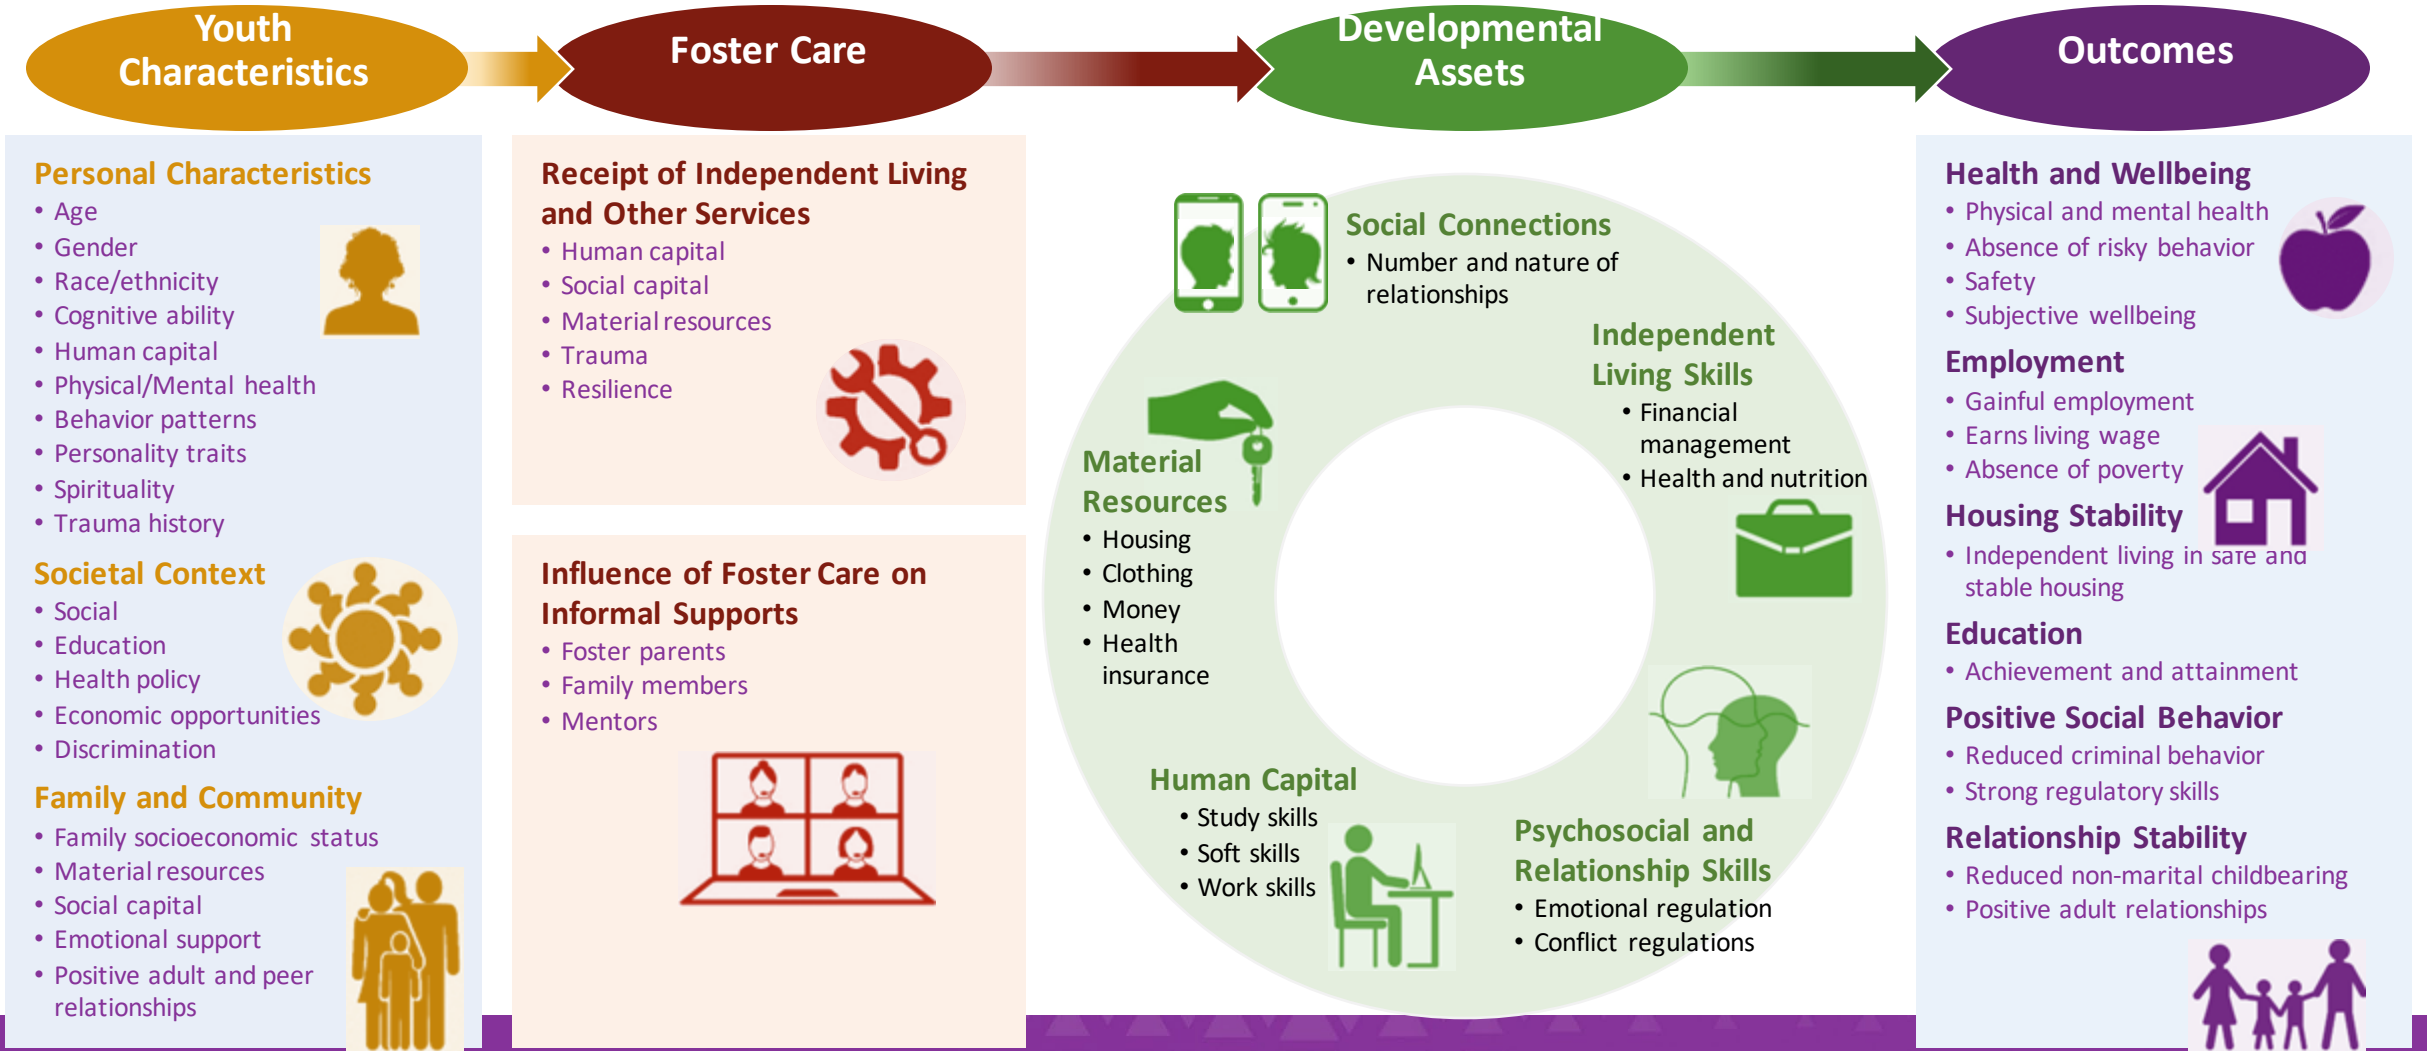 Youth
Characteristics
Foster Care
Developmental
Assets
Outcomes
Personal Characteristics
• Age
• Gender
• Race/ethnicity
• Cognitive ability
• Human capital
• Physical/Mental health
• Behavior patterns
• Personality traits
• Spirituality
• Trauma history
Societal Context
• Social
• Education
• Health policy
• Economic opportunities
• Discrimination
Family and Community
• Family socioeconomic status
• Material resources
• Social capital
• Emotional support
• Positive adult and peer
relationships
Receipt of Independent Living
and Other Services
• Human capital
• Social capital
• Material resources
• Trauma
• Resilience
Influence of Foster Care on
Informal Supports
• Foster parents
• Family members
• Mentors
Social Connections
• Number and nature of
relationships
Independent
Living Skills
• Financial
management
• Health and nutrition
Material
Resources
• Housing
• Clothing
• Money
• Health
insurance
Human Capital
• Study skills
• Soft skills
• Work skills
Psychosocial and
Relationship Skills
• Emotional regulation
• Conflict regulations
Health and Wellbeing
• Physical and mental health
• Absence of risky behavior
• Safety
• Subjective wellbeing
Employment
• Gainful employment
• Earns living wage
• Absence of poverty
Housing Stability
• Independent living in safe and
stable housing
Education
• Achievement and attainment
Positive Social Behavior
• Reduced criminal behavior
• Strong regulatory skills
Relationship Stability
• Reduced non-marital childbearing
• Positive adult relationships